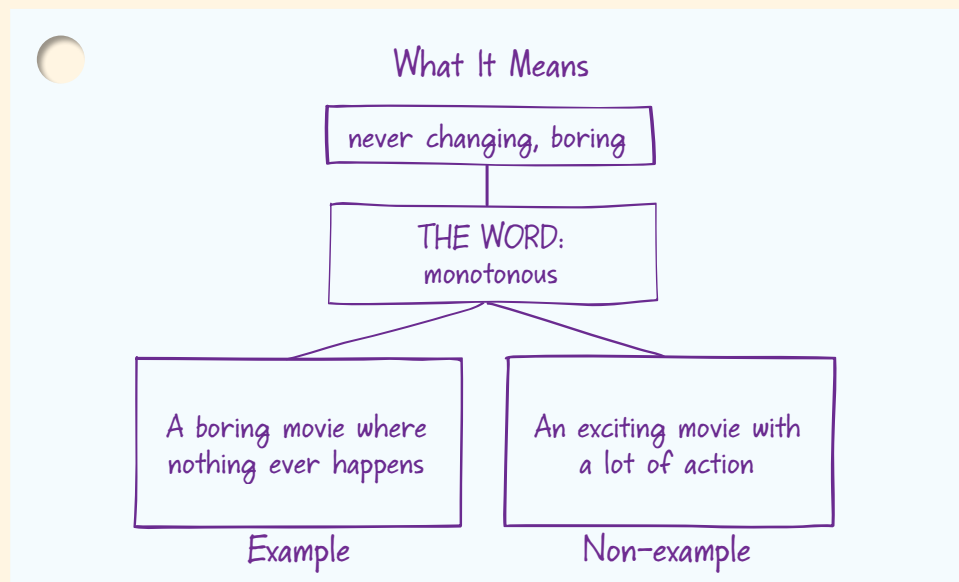 What It Means
never changing, boring
THE WORD:
monotonous
A boring movie where
nothing ever happens
An exciting movie with
a lot of action
Example
Non-example